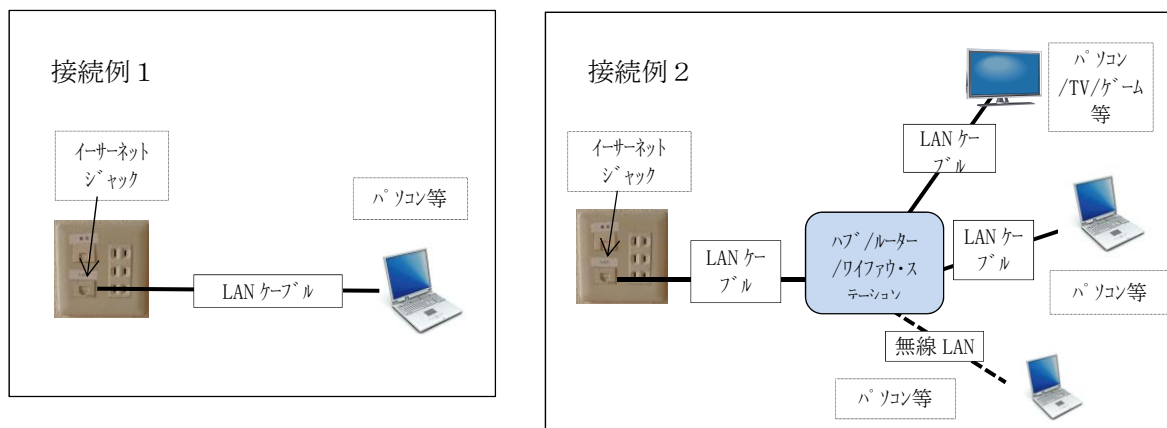 接続例１
イーサーネット
ジャック
パソコン等
LAN ケーブル
接続例２
イーサーネット
ジャック
LAN ケー
ブル
ハブ/ルーター
/ワイファウ・ス
テーション
LAN ケー
ブル
パソコン
/TV/ゲーム
等
LAN ケー
ブル
パソコン等
無線 LAN
パソコン等